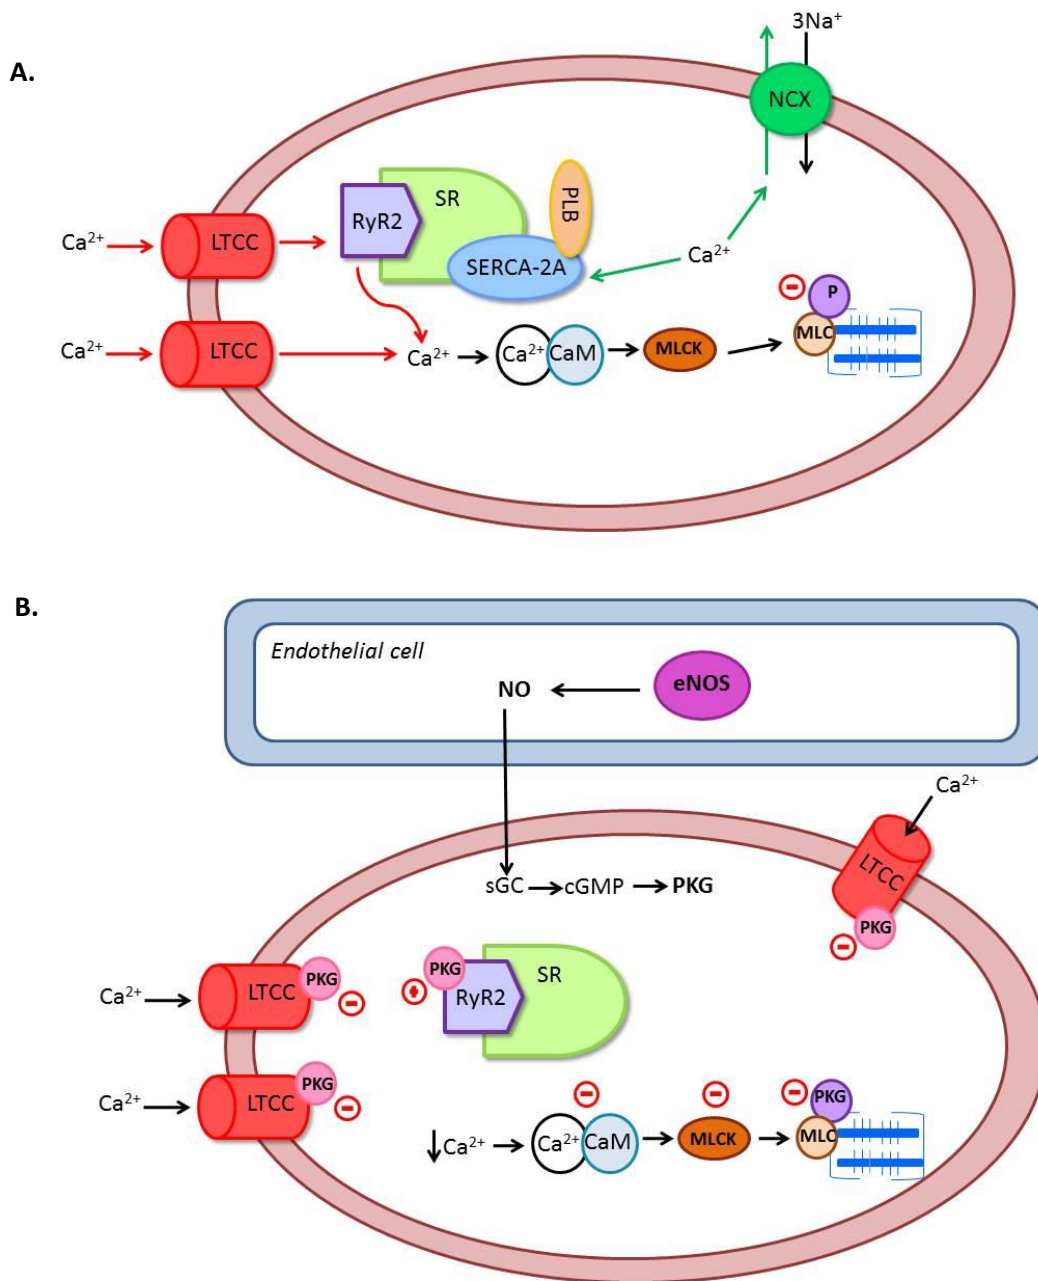 A.
3Na⁺
NCX
SR
PLB
RyR2
Ca²⁺
LTCC
SERCA-2A
Ca²⁺
P
MLC
Ca²⁺
LTCC
Ca²⁺
Ca²⁺
CaM
MLCK
B.
Endothelial cell
NO
eNOS
Ca²⁺
LTCC
PKG
sGC
cGMP
PKG
Ca²⁺
LTCC
PKG
PKG
RyR2
SR
Ca²⁺
LTCC
PKG
Ca²⁺
Ca²⁺
CaM
MLCK
PKG
MLC